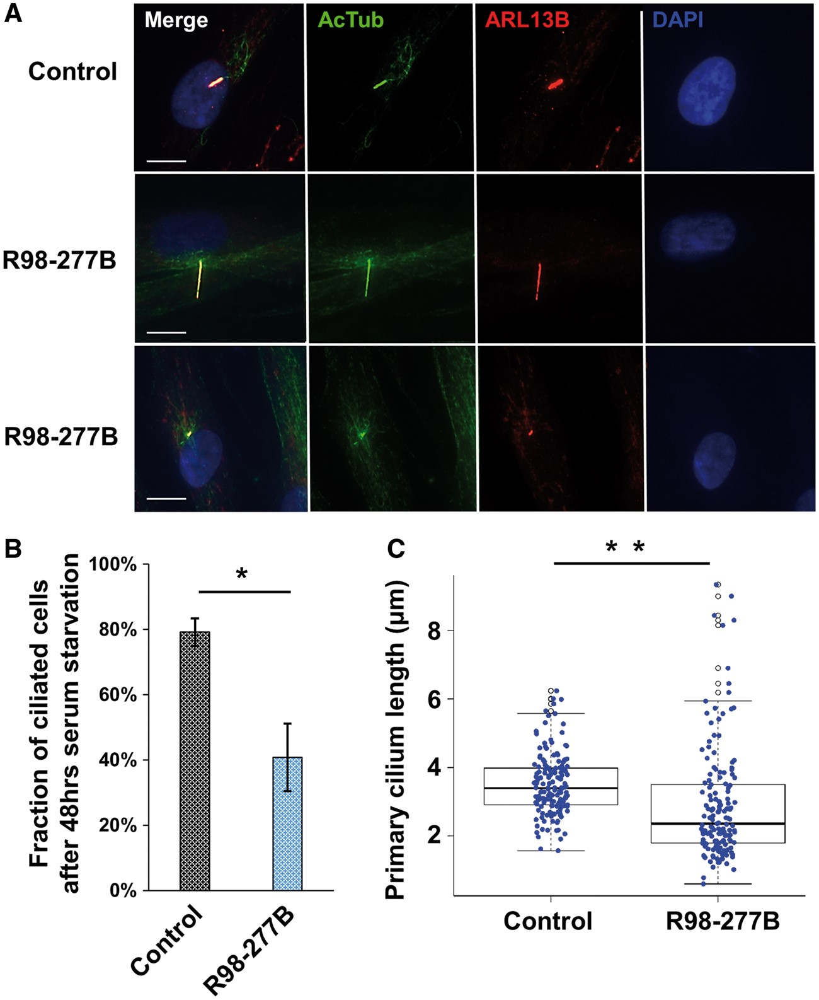 A
Merge
AcTub
ARL13B
DAPI
Control
R98-277B
R98-277B
B
Fraction of ciliated cells
after 48hrs serum starvation
100%
80%
60%
40%
20%
0%
*
Control
R98-277B
C
Primary cilium length (μm)
8
6
4
2
* *
Control
R98-277B